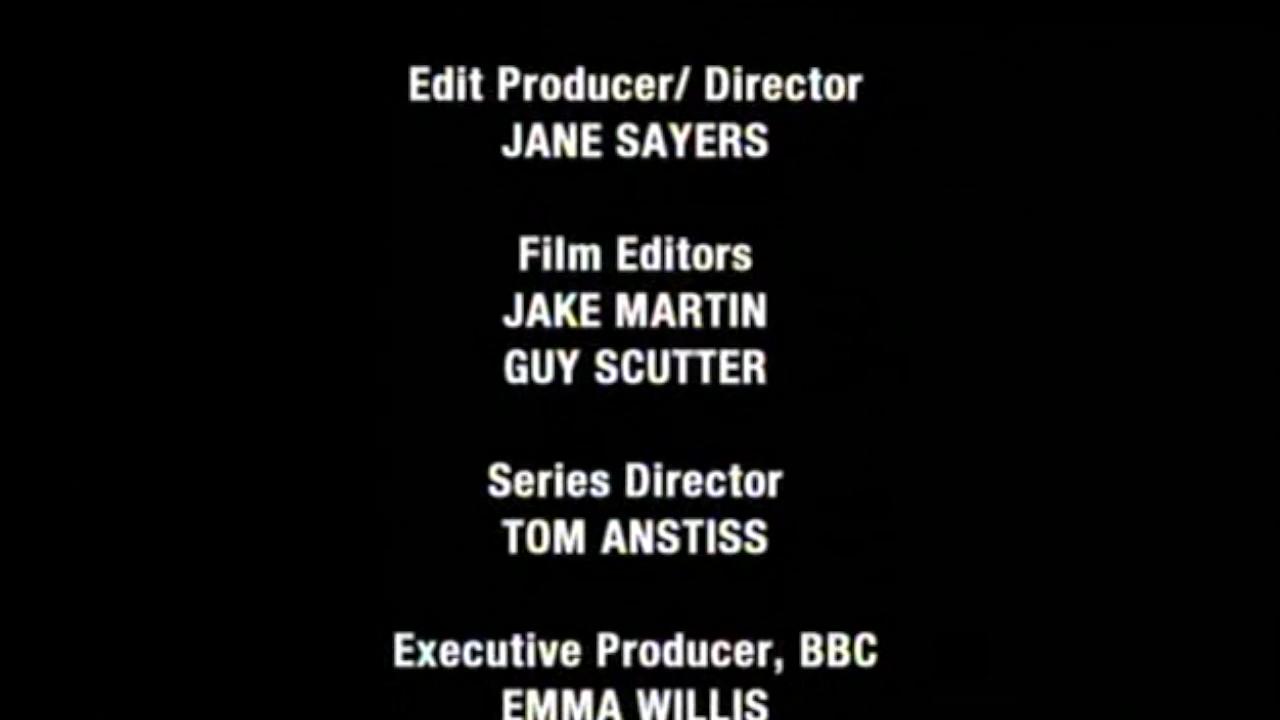 Edit Producer/ Director
JANE SAYERS
Film Editors
JAKE MARTIN
GUY SCUTTER
Series Director
TOM ANSTISS
Executive Producer, BBC
EMMA WILLIS